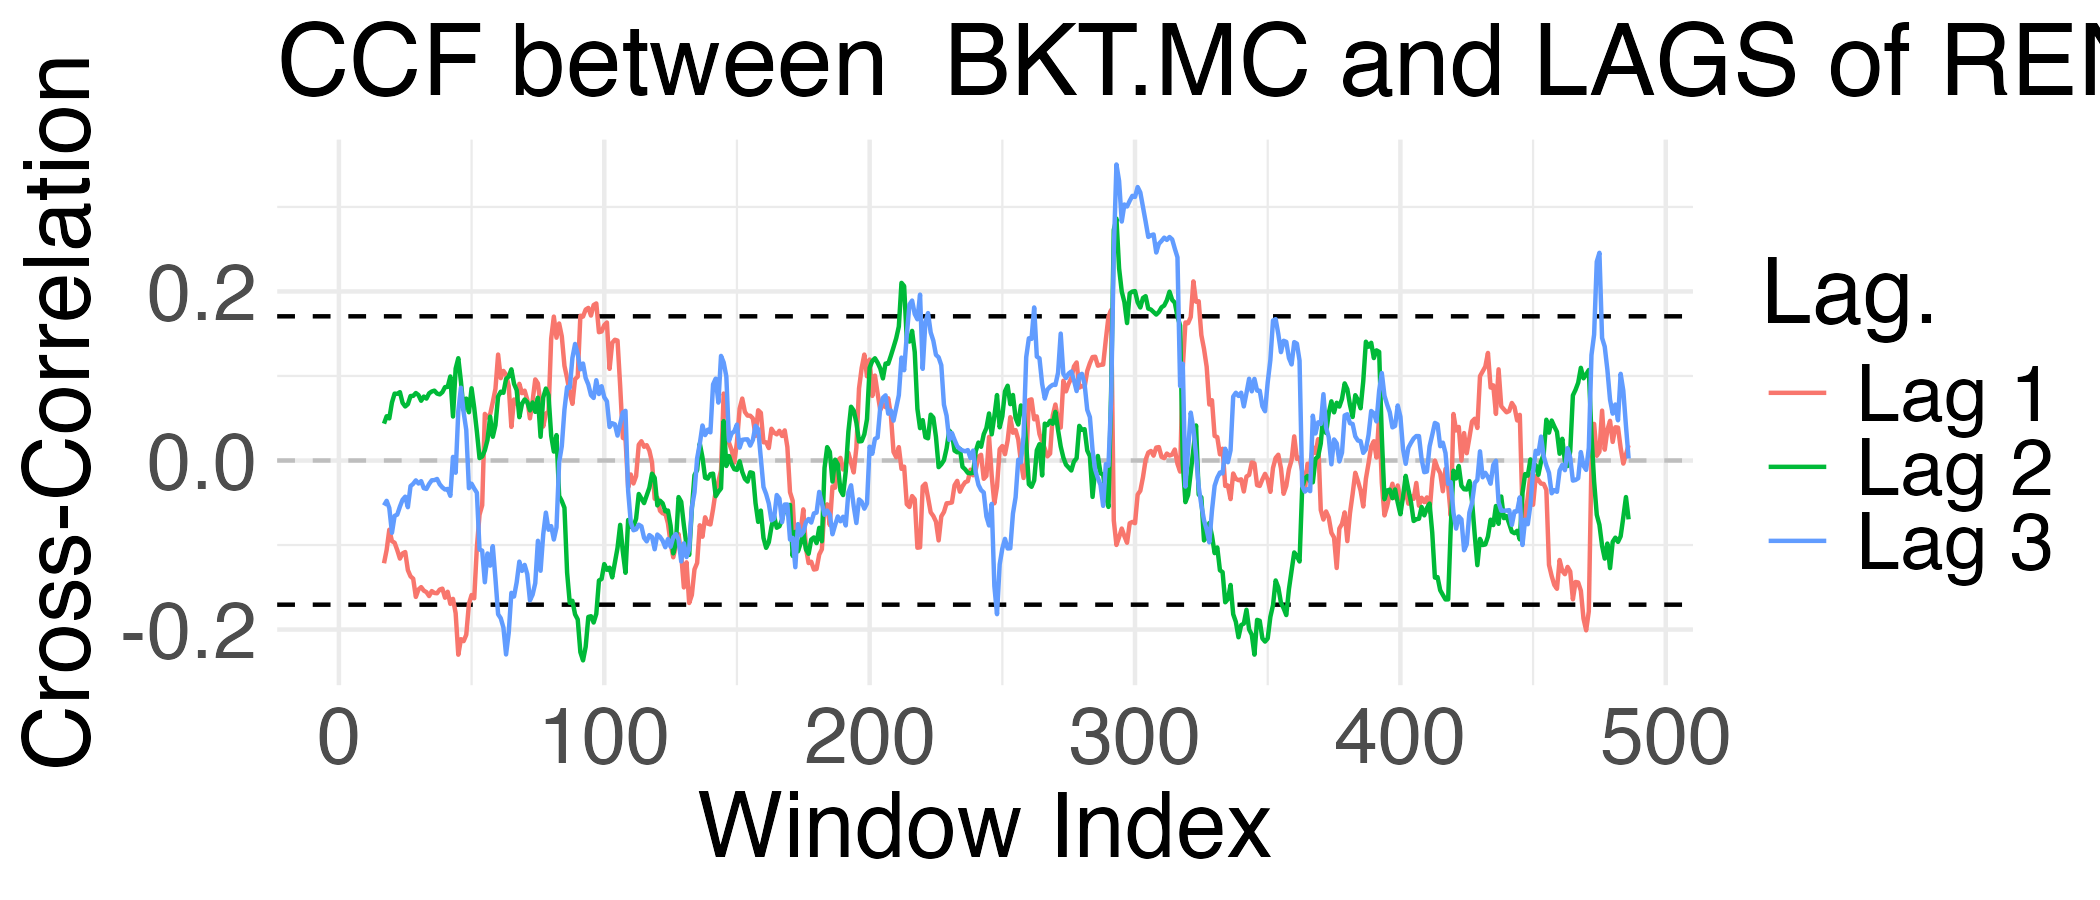 CCF between  BKT.MC and LAGS of REN
Cross-Correlation
0.2
0.0
-0.2
0
100
200
300
400
500
Window Index
Lag.
Lag 1
Lag 2
Lag 3